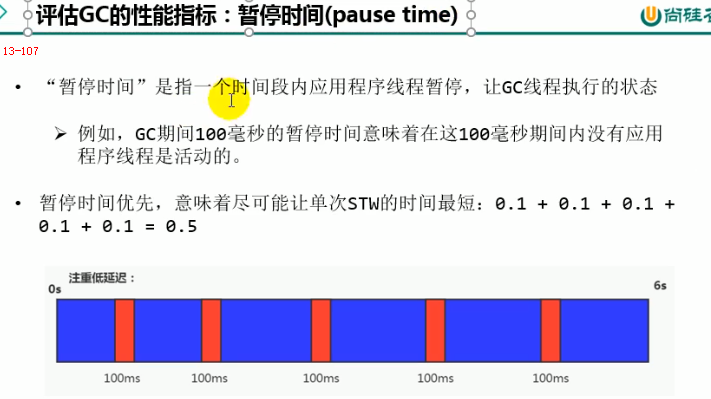 评估GC的性能指标：暂停时间(pause time)
尚硅谷
13-107
• “暂停时间”是指一个时间段内应用程序线程暂停，让GC线程执行的状态
➢ 例如，GC期间100毫秒的暂停时间意味着在这100毫秒期间内没有应用
程序线程是活动的。
• 暂停时间优先，意味着尽可能让单次STW的时间最短：0.1 + 0.1 + 0.1 +
0.1 + 0.1 = 0.5
注重低延迟：
0s
6s
100ms 100ms 100ms 100ms 100ms